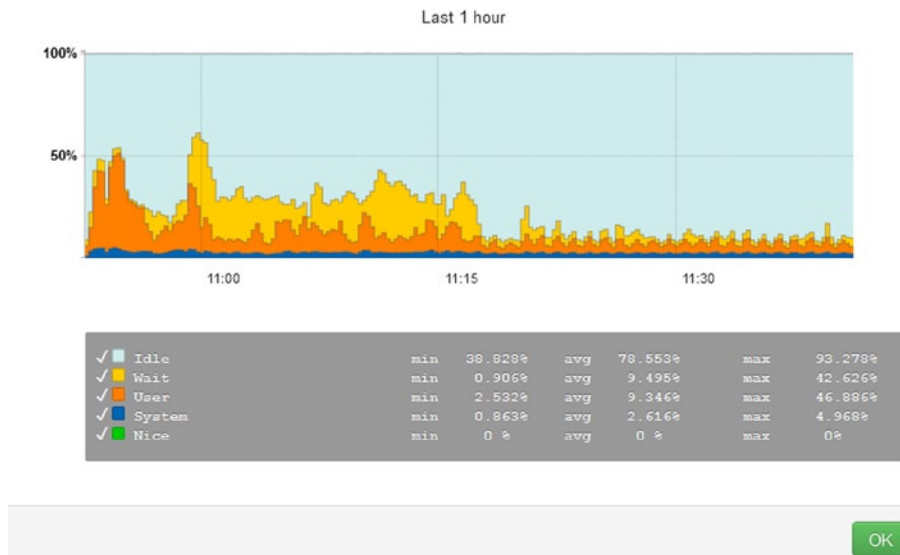 Last 1 hour
100%
50%
11:00 11:15 11:30
✓ Idle min 38.828% avg 78.553% max 93.278%
✓ Wait min 0.906% avg 9.495% max 42.626%
✓ User min 2.532% avg 9.346% max 46.886%
✓ System min 0.863% avg 2.616% max 4.968%
✓ Nice min 0 % avg 0 % max 0%
OK